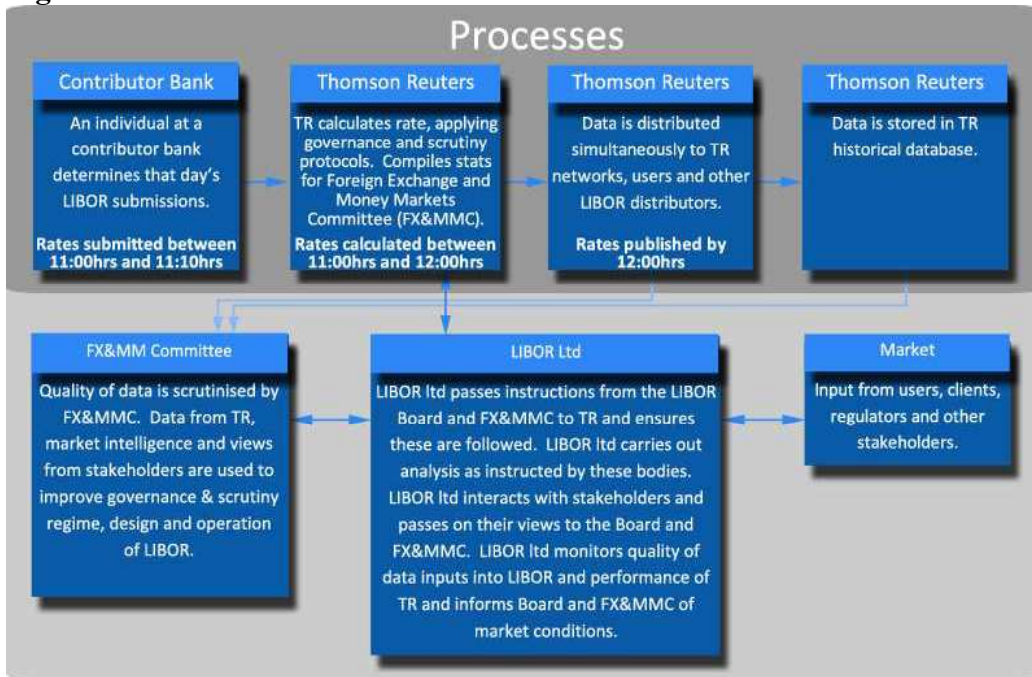 Processes
Contributor Bank
An individual at a
contributor bank
determines that day's
LIBOR submissions.
Rates submitted between
11:00hrs and 11:10hrs
Thomson Reuters
TR calculates rate, applying
governance and scrutiny
protocols. Compiles stats
for Foreign Exchange and
Money Markets
Committee (FX&MMC).
Rates calculated between
11:00hrs and 12:00hrs
Thomson Reuters
Data is distributed
simultaneously to TR
networks, users and other
LIBOR distributors.
Rates published by
12:00hrs
Thomson Reuters
Data is stored in TR
historical database.
FX&MM Committee
Quality of data is scrutinised by
FX&MMC. Data from TR,
market intelligence and views
from stakeholders are used to
improve governance & scrutiny
regime, design and operation
of LIBOR.
LIBOR Ltd
LIBOR ltd passes instructions from the LIBOR
Board and FX&MMC to TR and ensures
these are followed. LIBOR ltd carries out
analysis as instructed by these bodies.
LIBOR ltd interacts with stakeholders and
passes on their views to the Board and
FX&MMC. LIBOR ltd monitors quality of
data inputs into LIBOR and performance of
TR and informs Board and FX&MMC of
market conditions.
Market
Input from users, clients,
regulators and other
stakeholders.